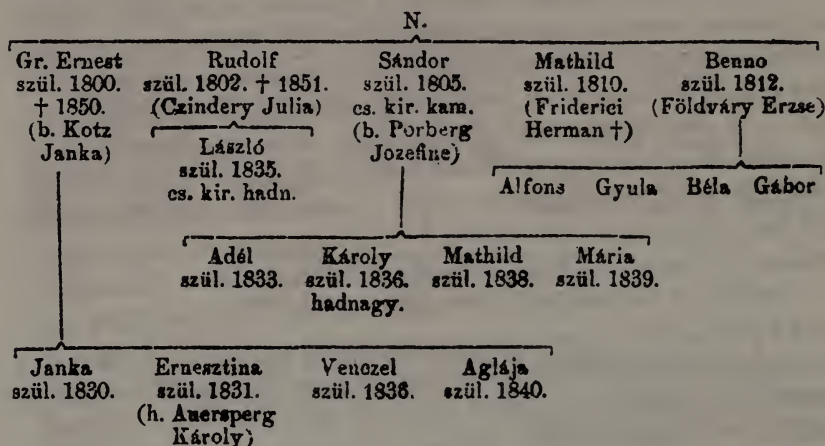 N.
Gr. Ernest Rudolf Sándor Mathild Benno
szül. 1800. szül. 1802. † 1851. szül. 1805. szül. 1810. szül. 1812.
† 1850. (Czindery Julia) cs. kir. kam. (Friderici (Földváry Erzse)
(b. Kotz (b. Porberg Herman †)
Janka) László Jozefine)
szül. 1835.
cs. kir. hadn. Alfons Gyula Béla Gábor
Adél Károly Mathild Mária
szül. 1833. szül. 1836. szül. 1838. szül. 1839.
hadnagy.
Janka Ernesztina Venczel Aglája
szül. 1830. szül. 1831. szül. 1836. szül. 1840.
(h. Auersperg
Károly)